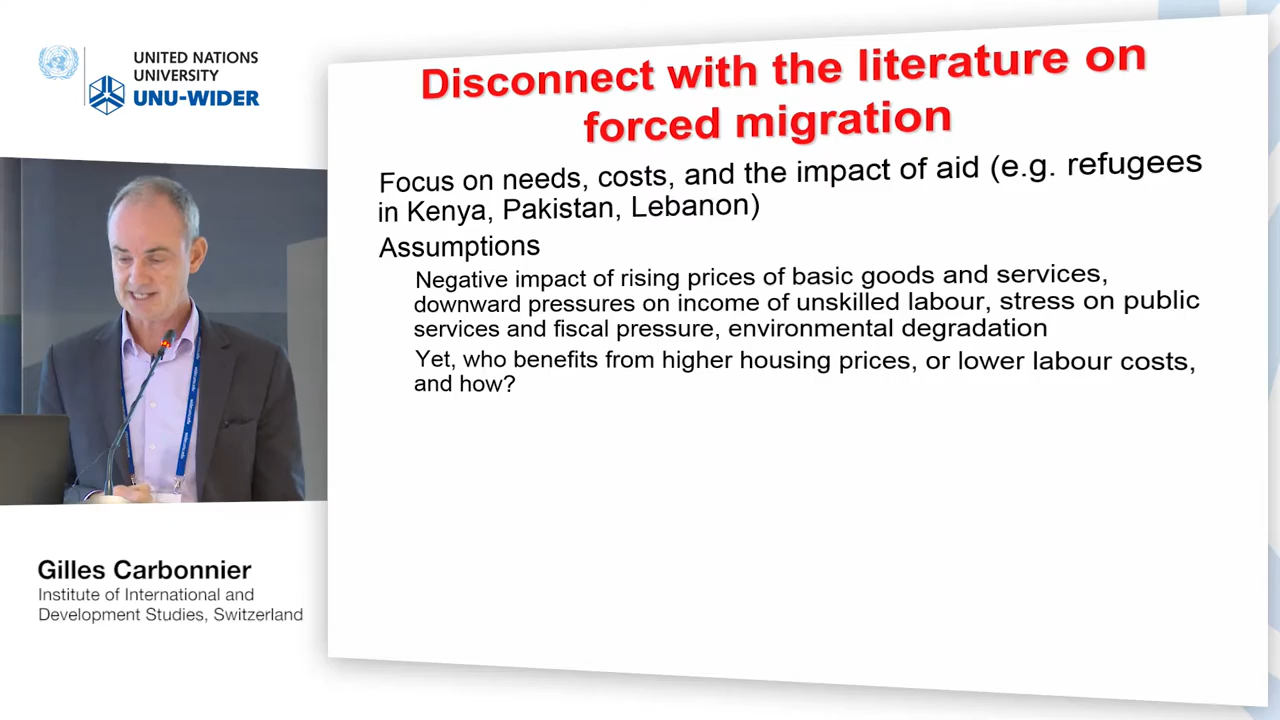 UNITED NATIONS
UNIVERSITY
UNU-WIDER
Disconnect with the literature on
forced migration
Focus on needs, costs, and the impact of aid (e.g. refugees
in Kenya, Pakistan, Lebanon)
Assumptions
Negative impact of rising prices of basic goods and services,
downward pressures on income of unskilled labour, stress on public
services and fiscal pressure, environmental degradation
Yet, who benefits from higher housing prices, or lower labour costs,
and how?
Gilles Carbonnier
Institute of International and
Development Studies, Switzerland